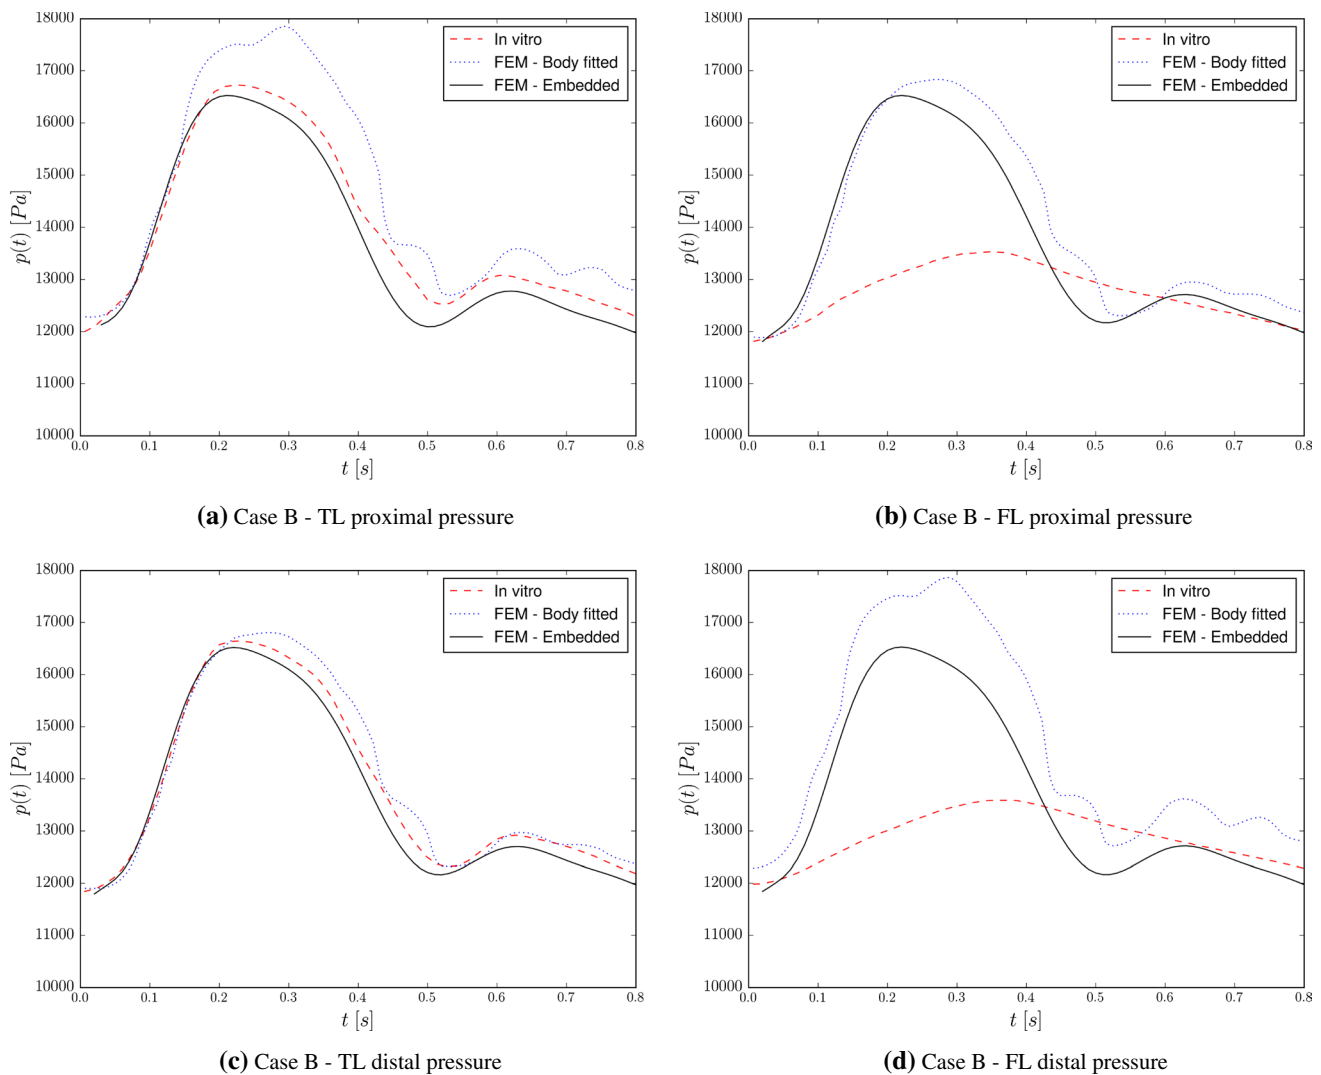 18000
17000
16000
15000
14000
13000
12000
11000
10000
p(t) [Pa]
0.0 0.1 0.2 0.3 0.4 0.5 0.6 0.7 0.8
t [s]
In vitro
FEM - Body fitted
FEM - Embedded
(a) Case B - TL proximal pressure
18000
17000
16000
15000
14000
13000
12000
11000
10000
p(t) [Pa]
0.0 0.1 0.2 0.3 0.4 0.5 0.6 0.7 0.8
t [s]
In vitro
FEM - Body fitted
FEM - Embedded
(b) Case B - FL proximal pressure
18000
17000
16000
15000
14000
13000
12000
11000
10000
p(t) [Pa]
0.0 0.1 0.2 0.3 0.4 0.5 0.6 0.7 0.8
t [s]
In vitro
FEM - Body fitted
FEM - Embedded
(c) Case B - TL distal pressure
18000
17000
16000
15000
14000
13000
12000
11000
10000
p(t) [Pa]
0.0 0.1 0.2 0.3 0.4 0.5 0.6 0.7 0.8
t [s]
In vitro
FEM - Body fitted
FEM - Embedded
(d) Case B - FL distal pressure